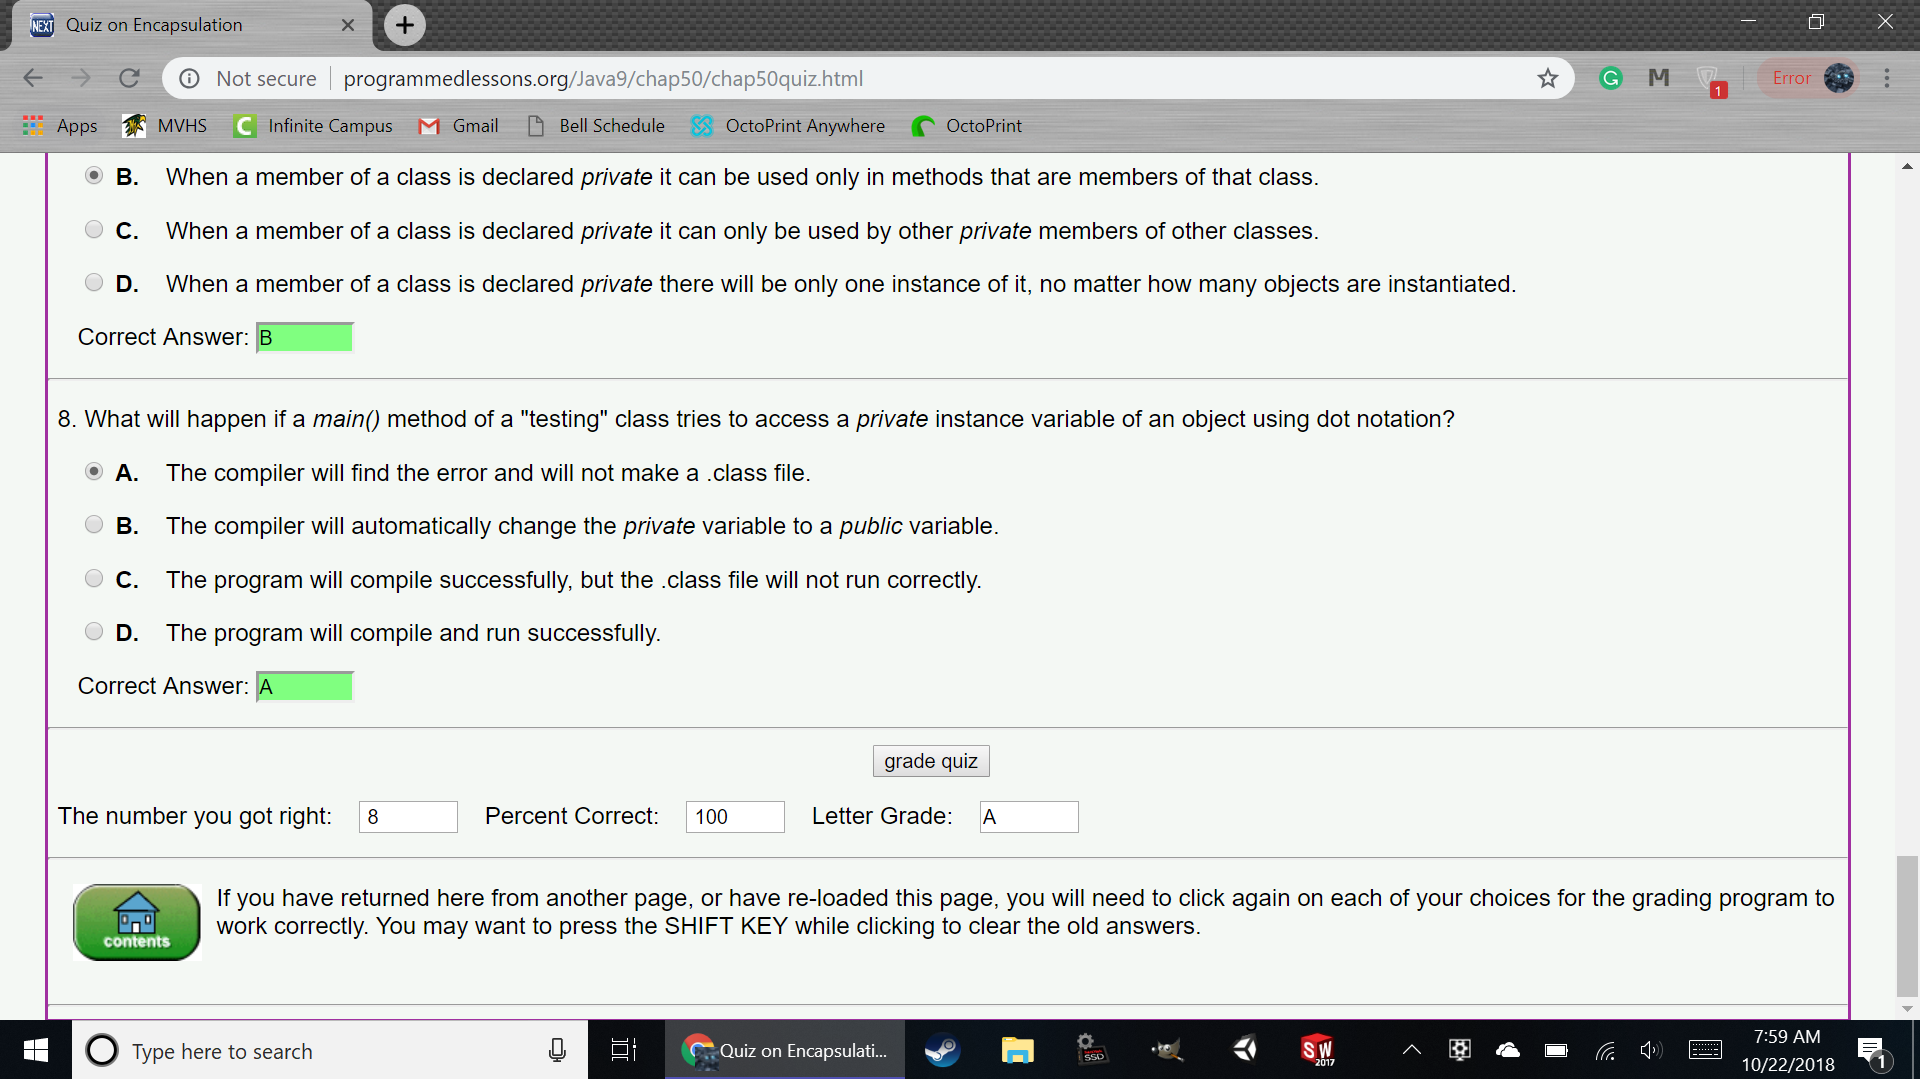 NEXT Quiz on Encapsulation
Not secure programmedlessons.org/Java9/chap50/chap50quiz.html G M 1 Error
Apps MVHS C Infinite Campus Gmail Bell Schedule OctoPrint Anywhere OctoPrint
B. When a member of a class is declared private it can be used only in methods that are members of that class.
C. When a member of a class is declared private it can only be used by other private members of other classes.
D. When a member of a class is declared private there will be only one instance of it, no matter how many objects are instantiated.
Correct Answer: B
8. What will happen if a main() method of a "testing" class tries to access a private instance variable of an object using dot notation?
A. The compiler will find the error and will not make a .class file.
B. The compiler will automatically change the private variable to a public variable.
C. The program will compile successfully, but the .class file will not run correctly.
D. The program will compile and run successfully.
Correct Answer: A
grade quiz
The number you got right: 8 Percent Correct: 100 Letter Grade: A
If you have returned here from another page, or have re-loaded this page, you will need to click again on each of your choices for the grading program to
work correctly. You may want to press the SHIFT KEY while clicking to clear the old answers.
contents
Type here to search Quiz on Encapsulati... SSD SW 2017 7:59 AM
10/22/2018 1